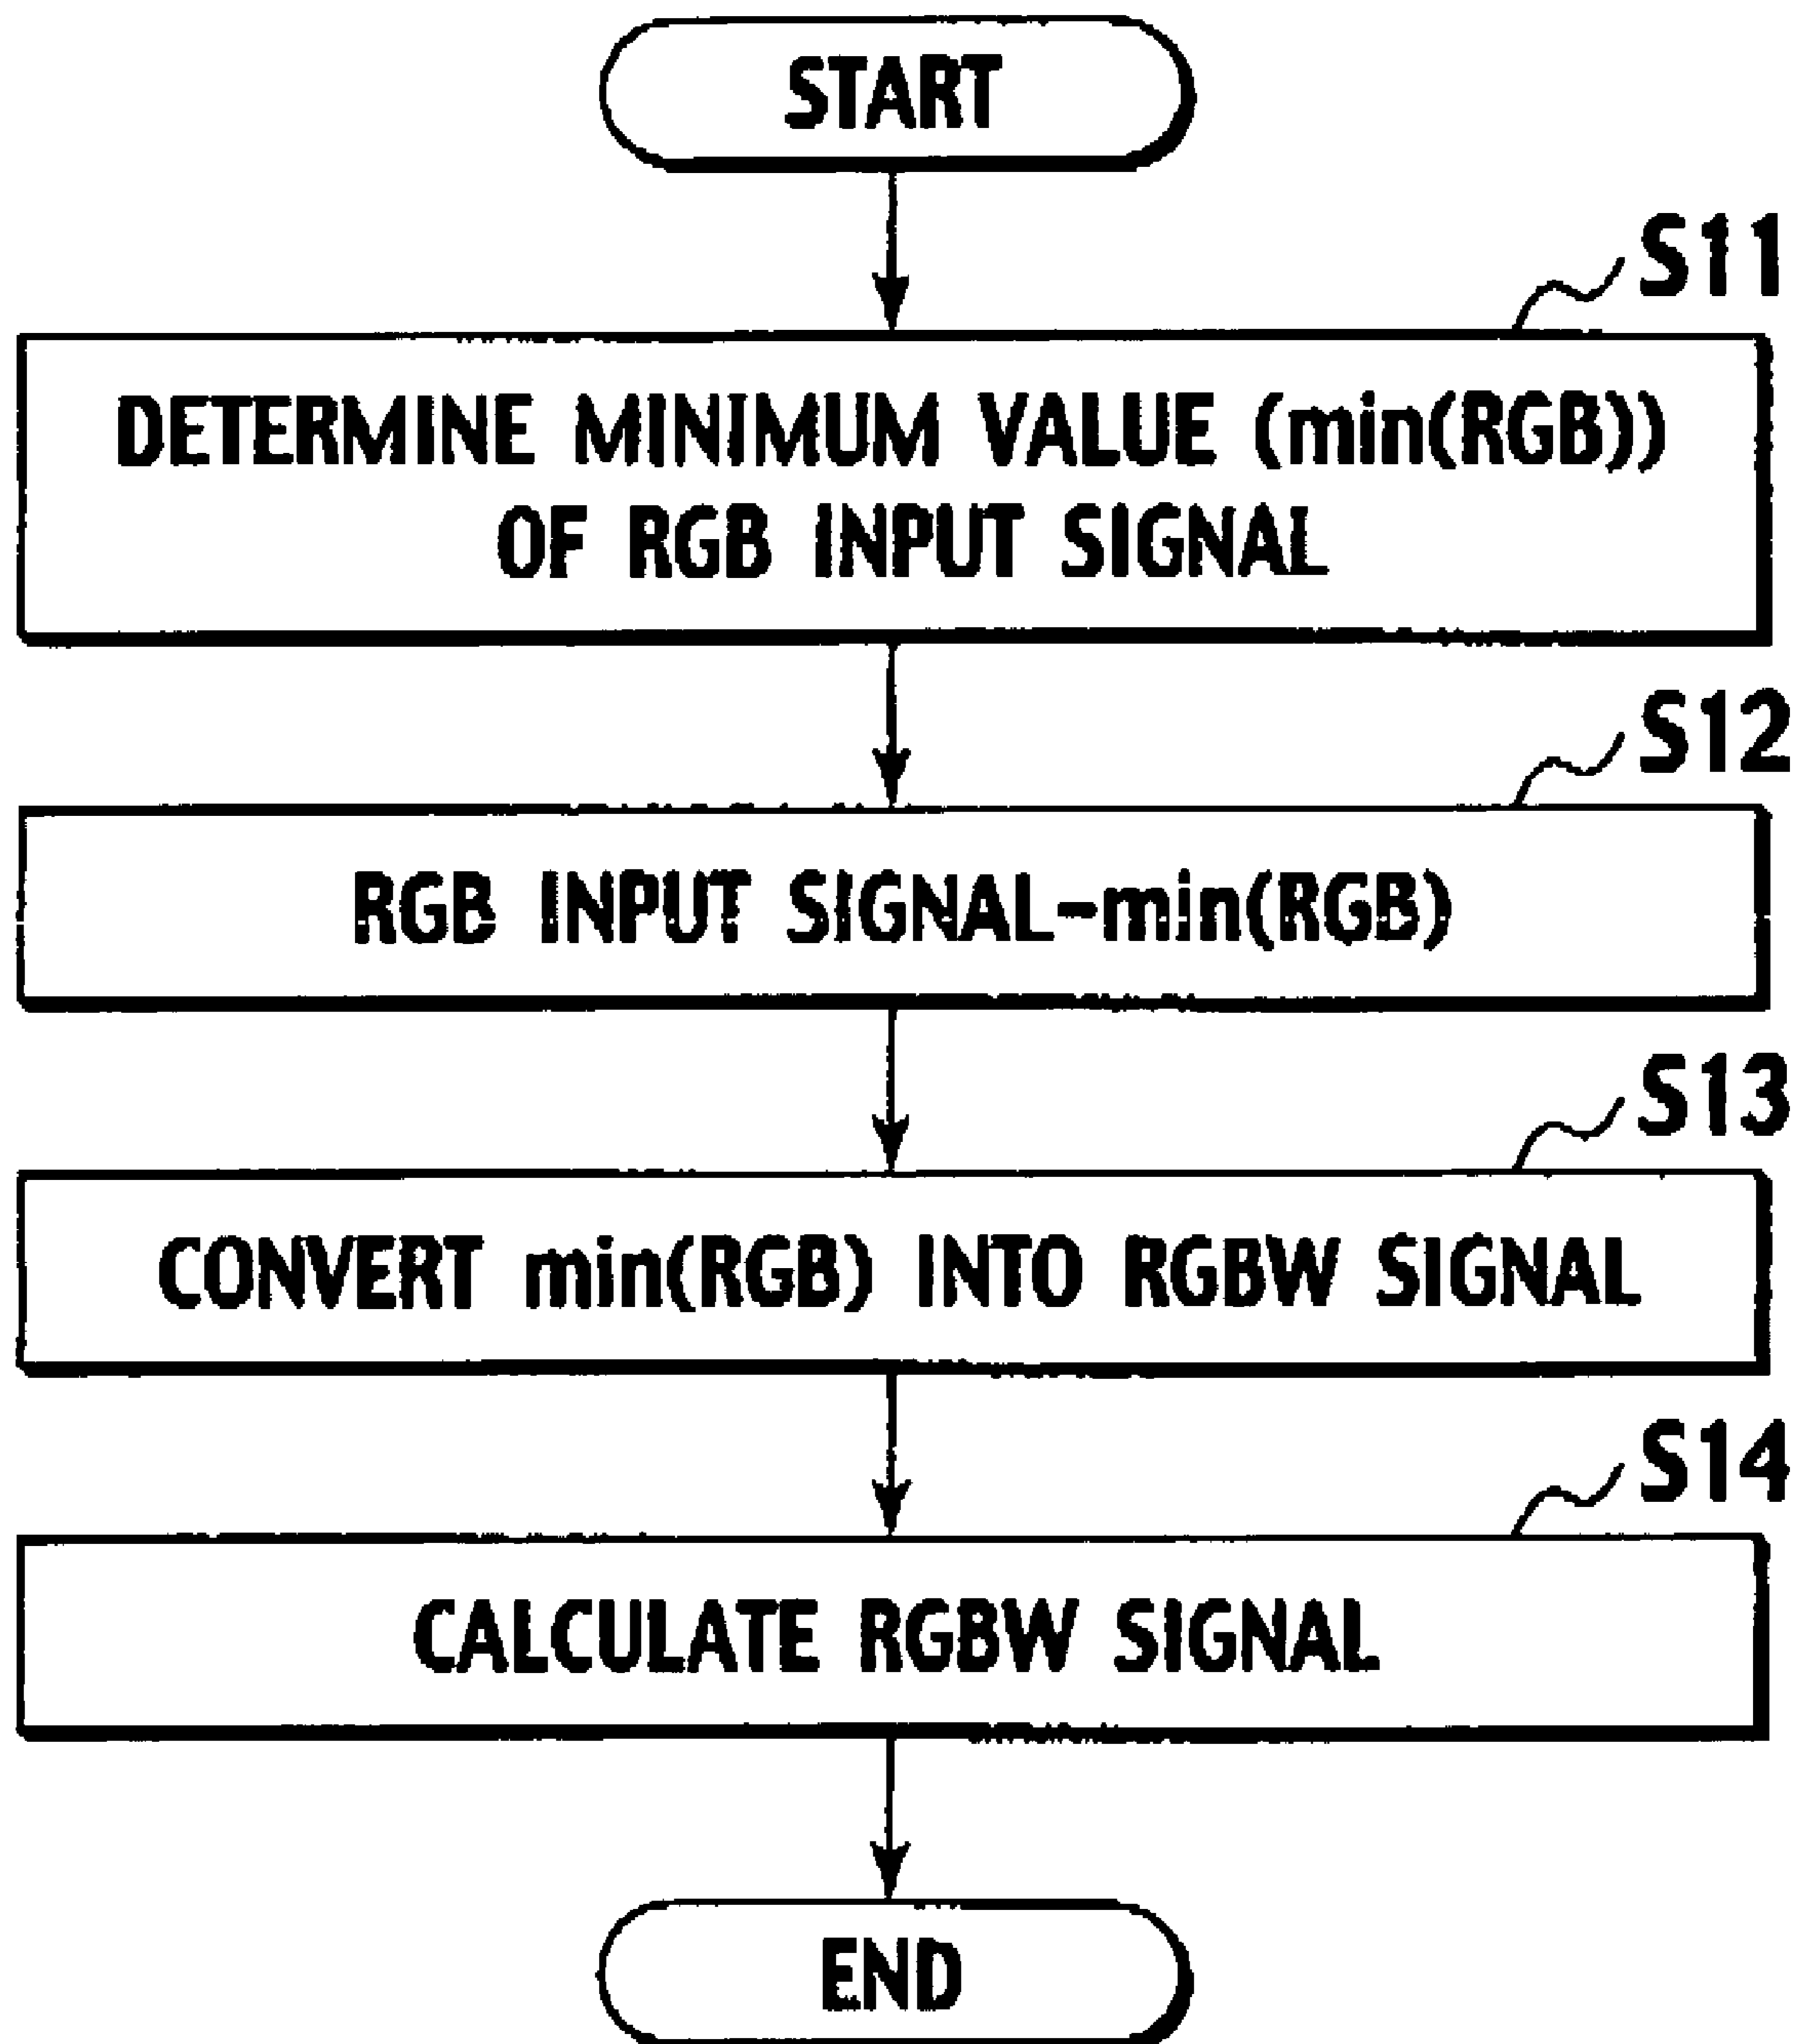 START
S11
DETERMINE MINIMUM VALUE (min(RGB))
OF RGB INPUT SIGNAL
S12
RGB INPUT SIGNAL-min(RGB)
S13
CONVERT min(RGB) INTO RGBW SIGNAL
S14
CALCULATE RGBW SIGNAL
END